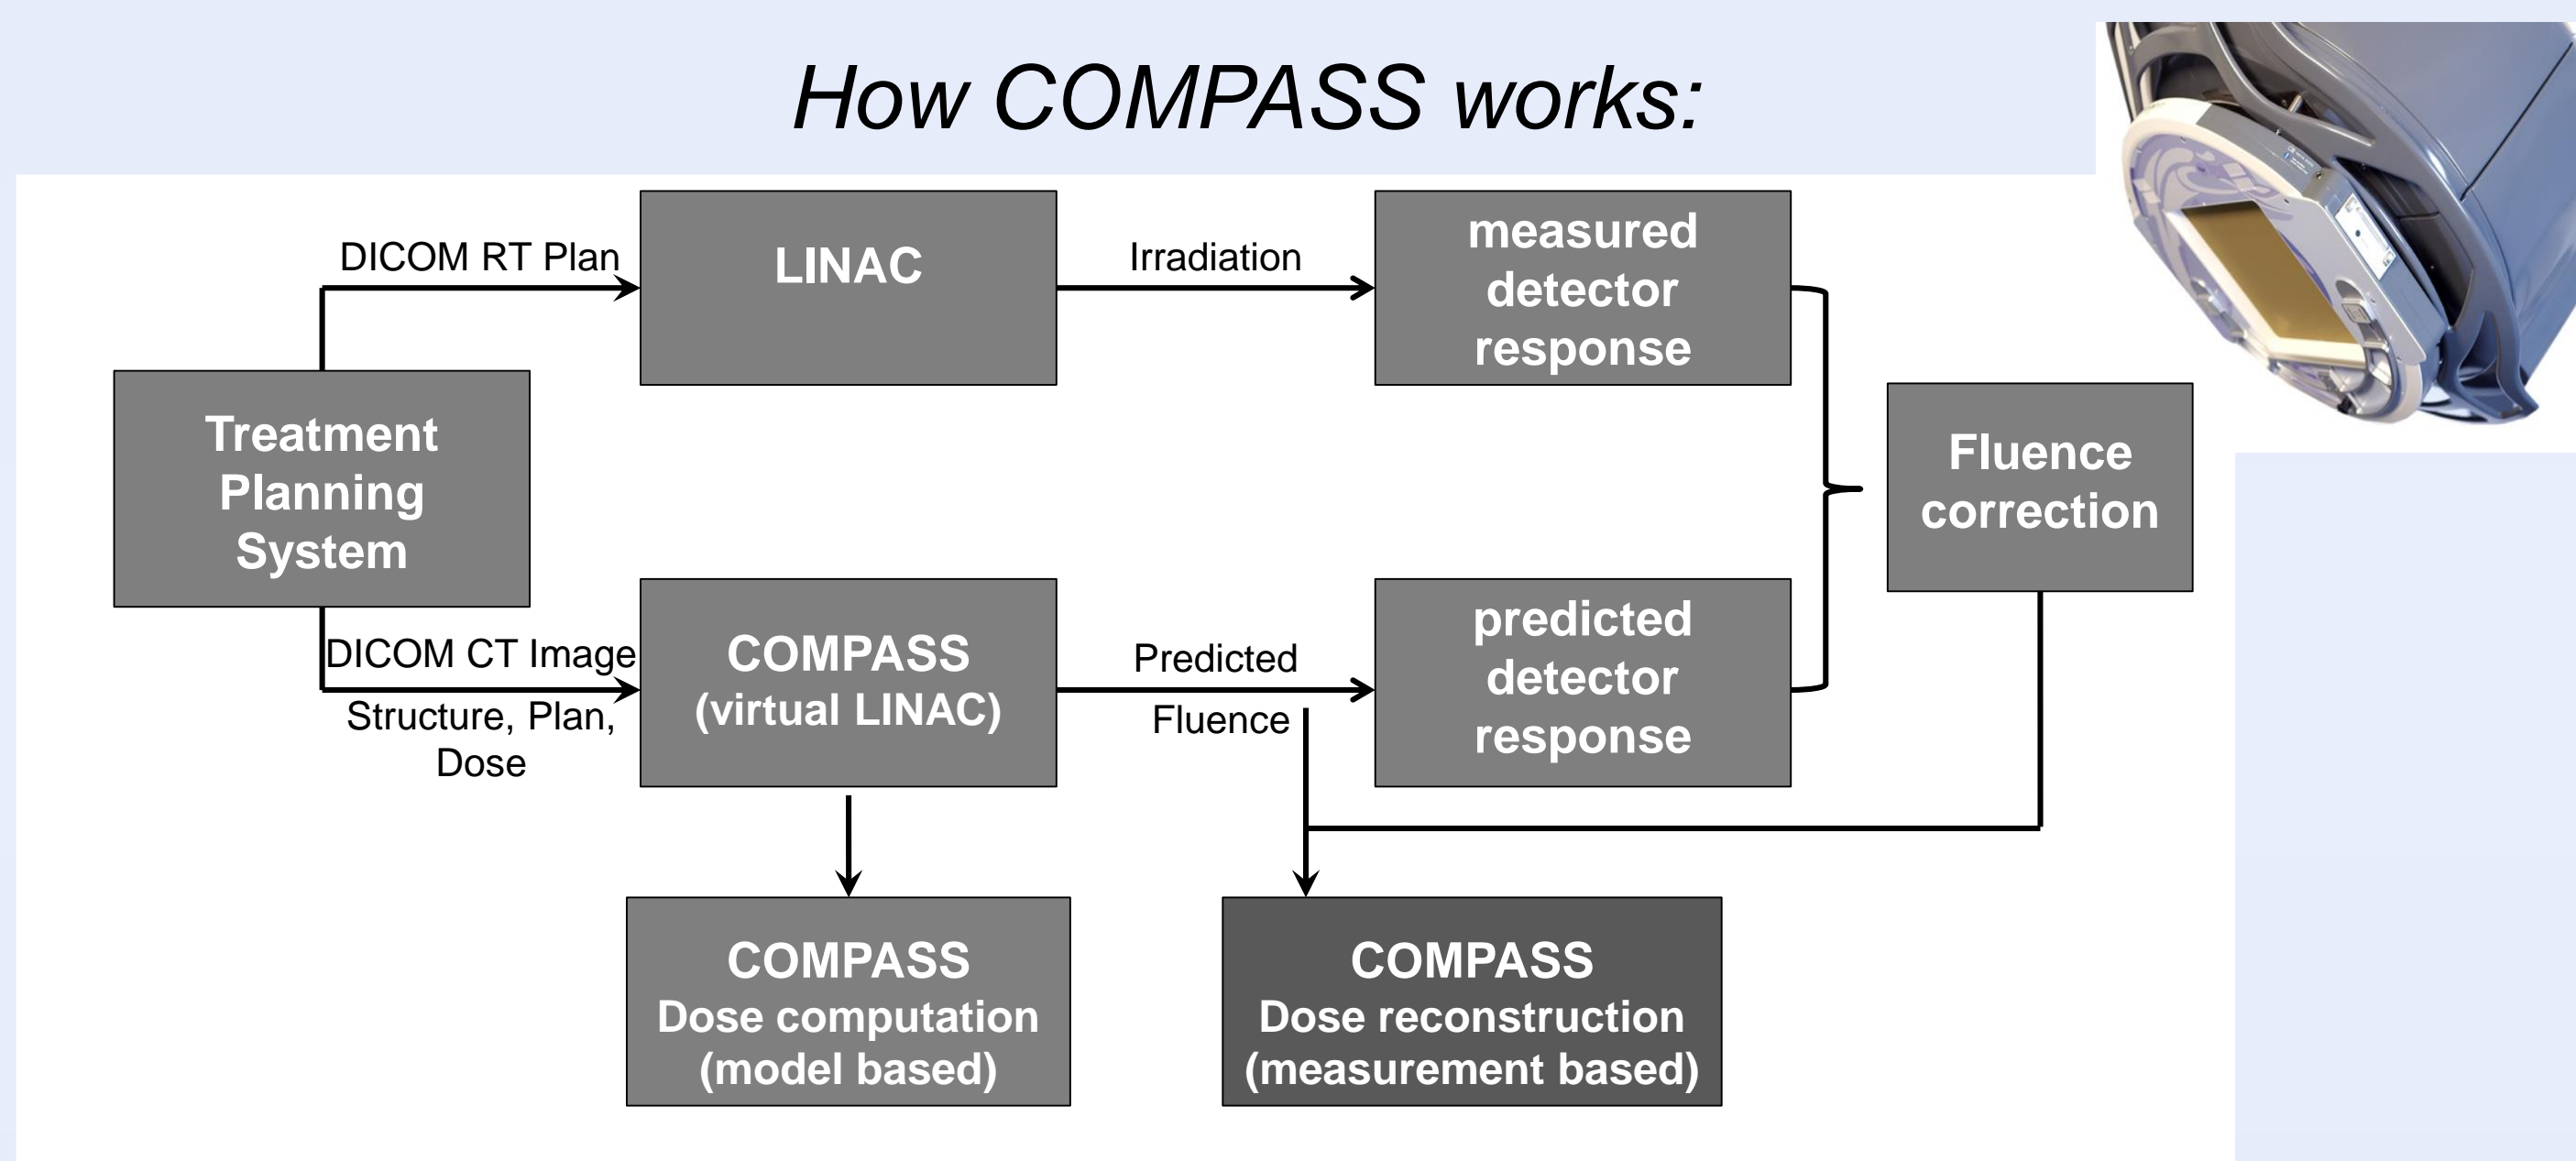 How COMPASS works:
DICOM RT Plan
LINAC
Irradiation
measured
detector
response
Treatment
Planning
System
Fluence
correction
DICOM CT Image
Structure, Plan,
Dose
COMPASS
(virtual LINAC)
Predicted
Fluence
predicted
detector
response
COMPASS
Dose computation
(model based)
COMPASS
Dose reconstruction
(measurement based)